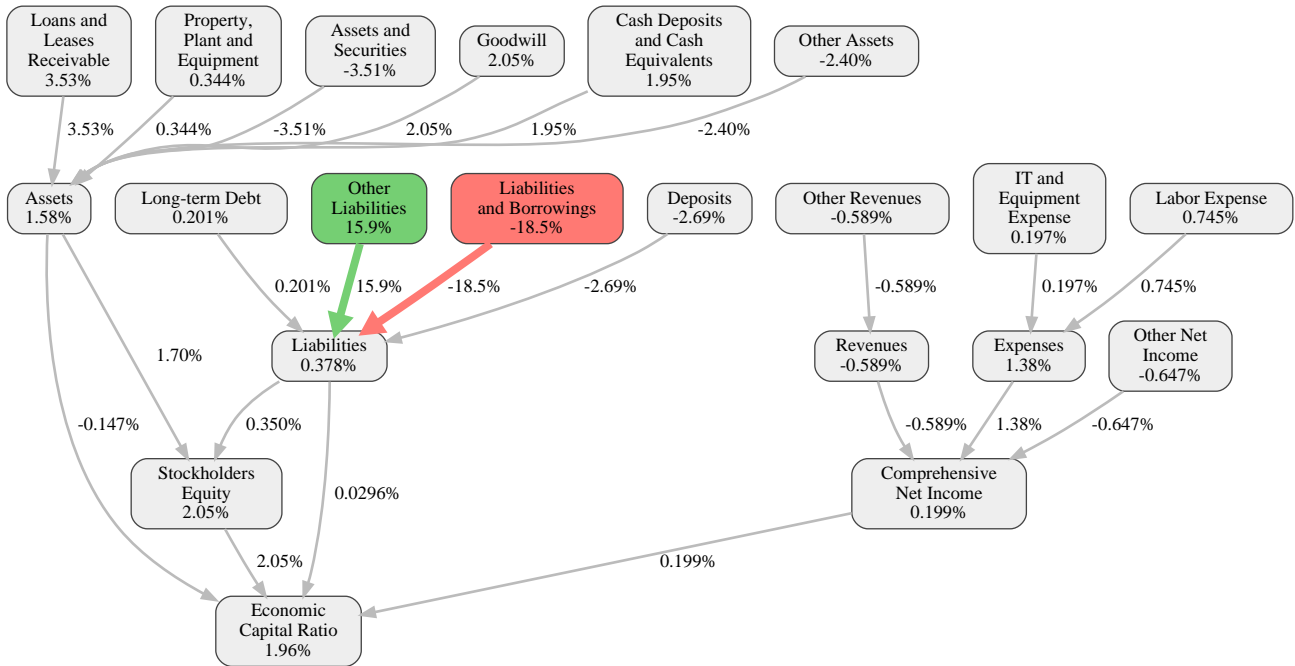 Loans and
Leases
Receivable
3.53%
Property,
Plant and
Equipment
0.344%
Assets and
Securities
-3.51%
Goodwill
2.05%
Cash Deposits
and Cash
Equivalents
1.95%
Other Assets
-2.40%
3.53%
0.344%
-3.51%
2.05%
1.95%
-2.40%
Assets
1.58%
Long-term Debt
0.201%
Other
Liabilities
15.9%
Liabilities
and Borrowings
-18.5%
Deposits
-2.69%
Other Revenues
-0.589%
IT and
Equipment
Expense
0.197%
Labor Expense
0.745%
0.201%
15.9%
-18.5%
-2.69%
-0.589%
0.197%
0.745%
1.70%
Liabilities
0.378%
Revenues
-0.589%
Expenses
1.38%
Other Net
Income
-0.647%
-0.147%
0.350%
-0.589%
1.38%
-0.647%
Stockholders
Equity
2.05%
0.0296%
Comprehensive
Net Income
0.199%
2.05%
0.199%
Economic
Capital Ratio
1.96%